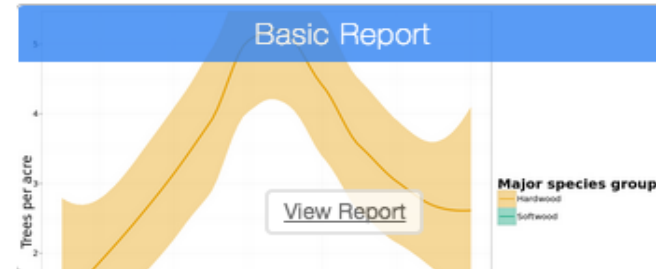 Basic Report
5
4
3
2
Trees per acre
View Report
Major species group
Hardwood
Softwood